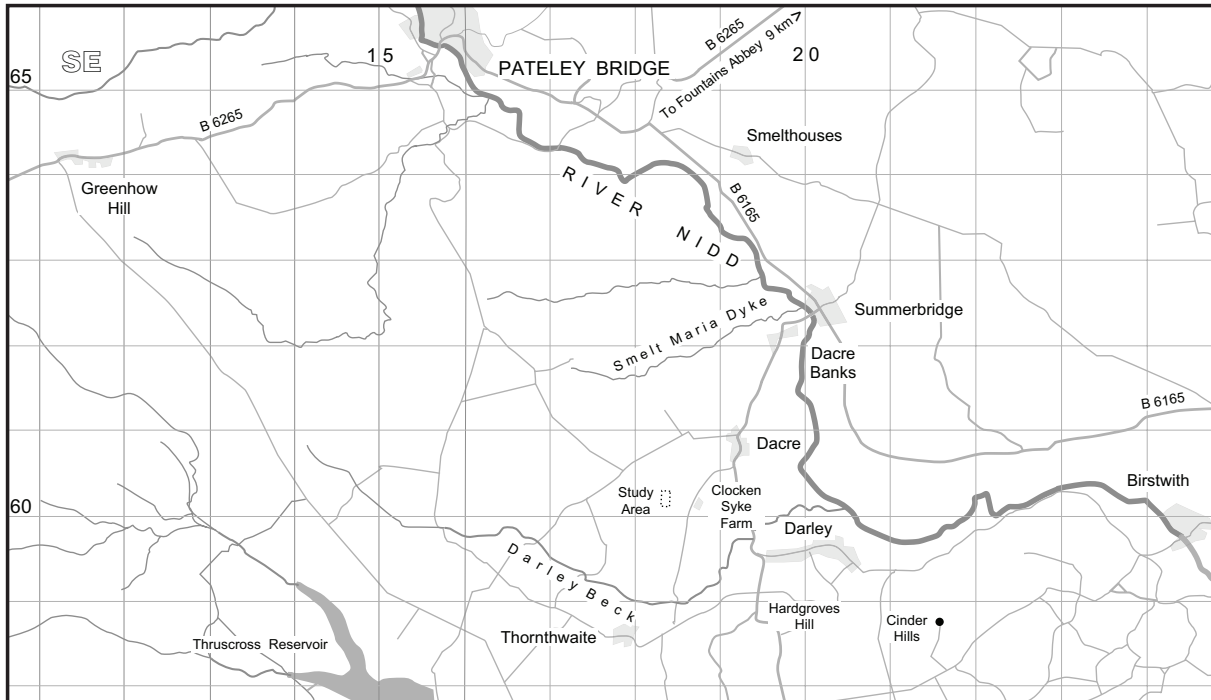 SE
15
20
65
B 6265
To Fountains Abbey 9 km
PATELEY BRIDGE
B 6265
Smelthouses
Greenhow
Hill
RIVER NIDD
B 6165
Smelt Maria Dyke
Summerbridge
Dacre
Banks
B 6165
Dacre
Birstwith
60
Study
Area
Clocken
Syke
Farm
Darley
Darley Beck
Hardgroves
Hill
Cinder
Hills
Thornthwaite
Thruscross Reservoir